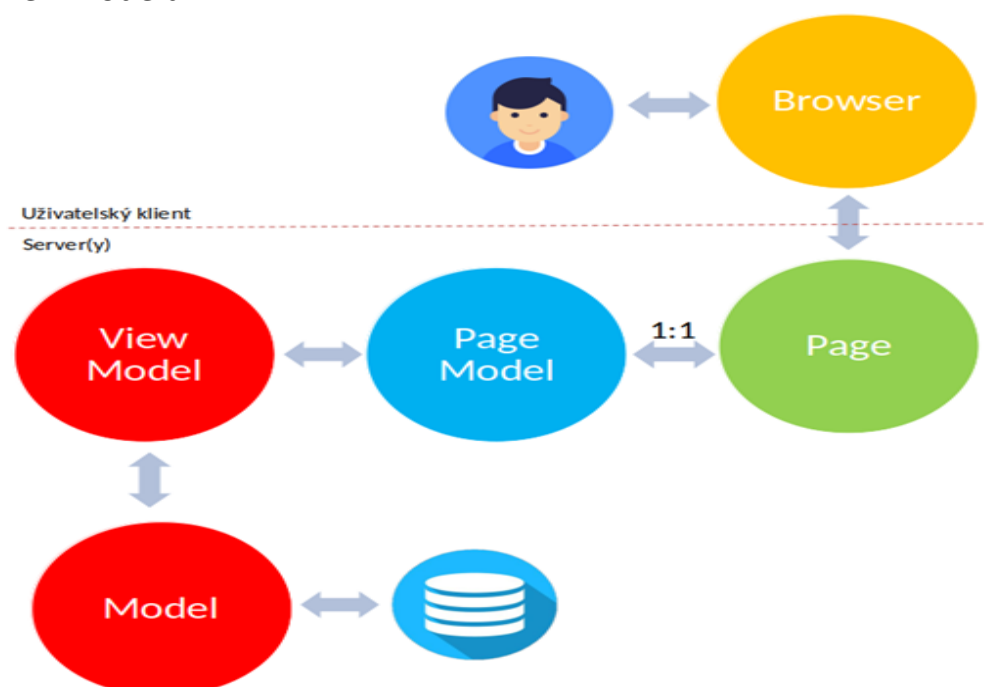 Browser
Uživatelský klient
Server(y)
View
Model
Page
Model
1:1
Page
Model